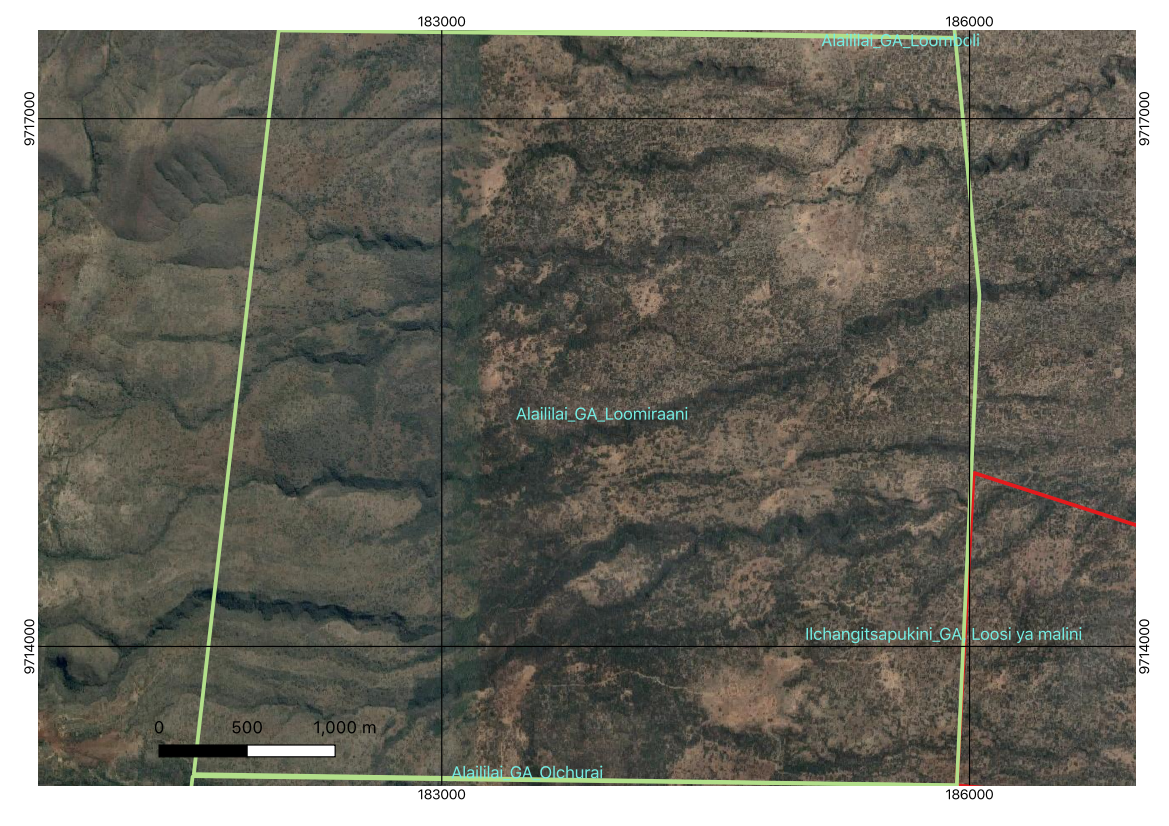 183000
186000
Alaililai_GA_Loomboli
9717000
9717000
Alaililai_GA_Loomiraani
Ilchangitsapukini_GA_Loosi ya malini
9714000
9714000
0
500
1,000 m
Alaililai_GA_Olchurai
183000
186000